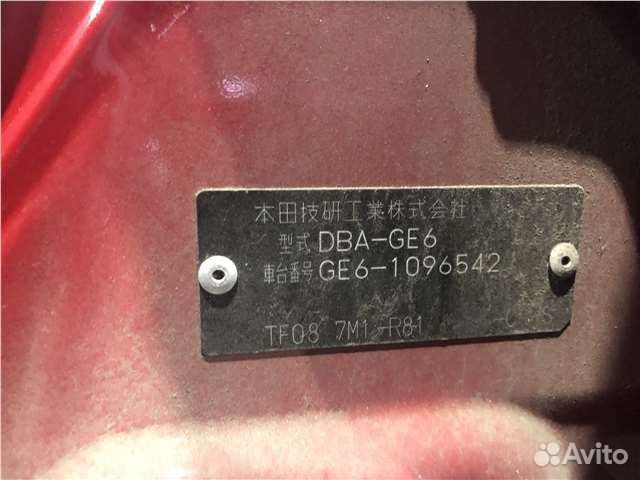 本田技研工業株式会社
型式 DBA-GE6
車台番号 GE6-1096542
TF08 7M1 R81
Avito